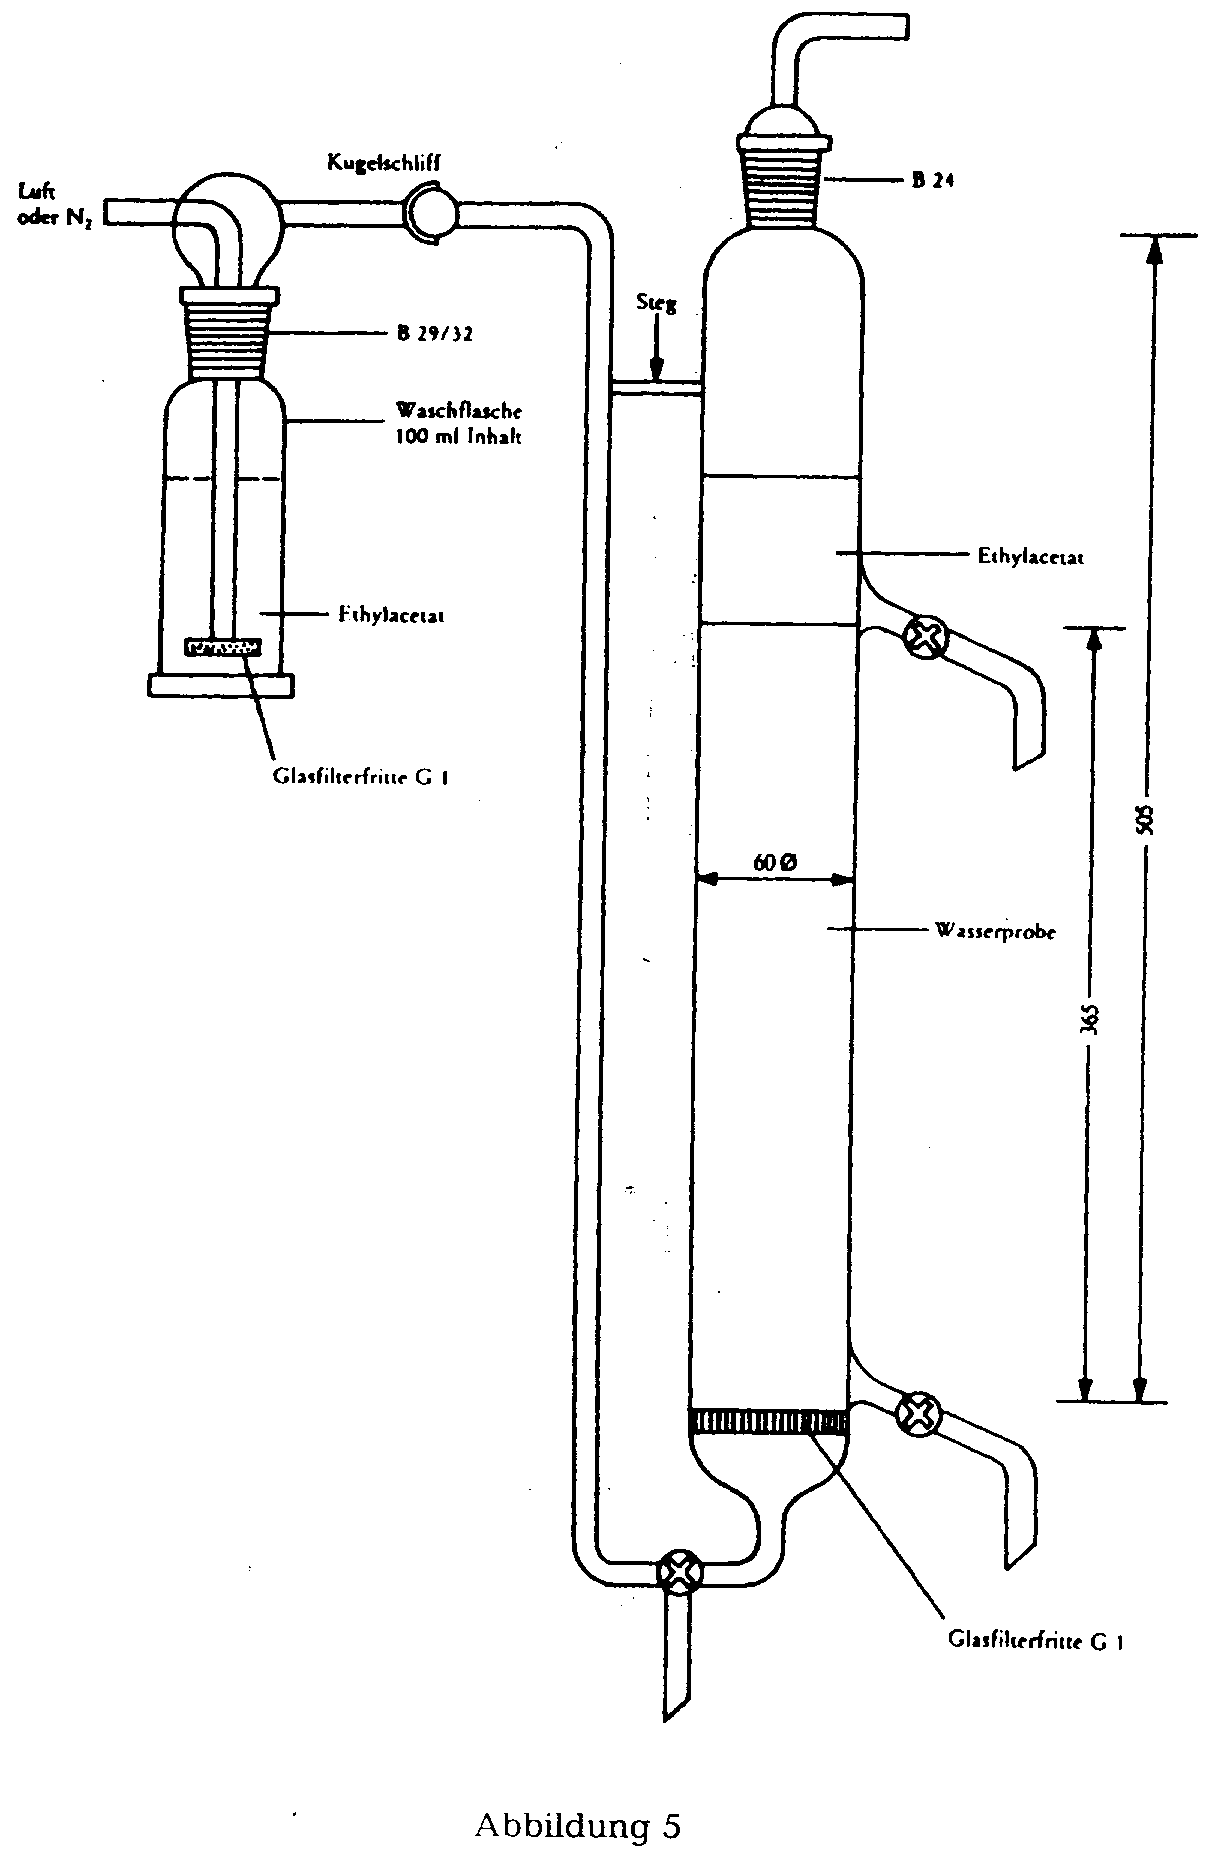 Kugelschliff
Luft
oder N₂
B 24
Steg
B 29/32
Waschflasche
100 ml Inhalt
Ethylacetat
Ethylacetat
Glasfilterfritte G 1
505
60 Ø
Wasserprobe
365
Glasfilterfritte G 1
Abbildung 5